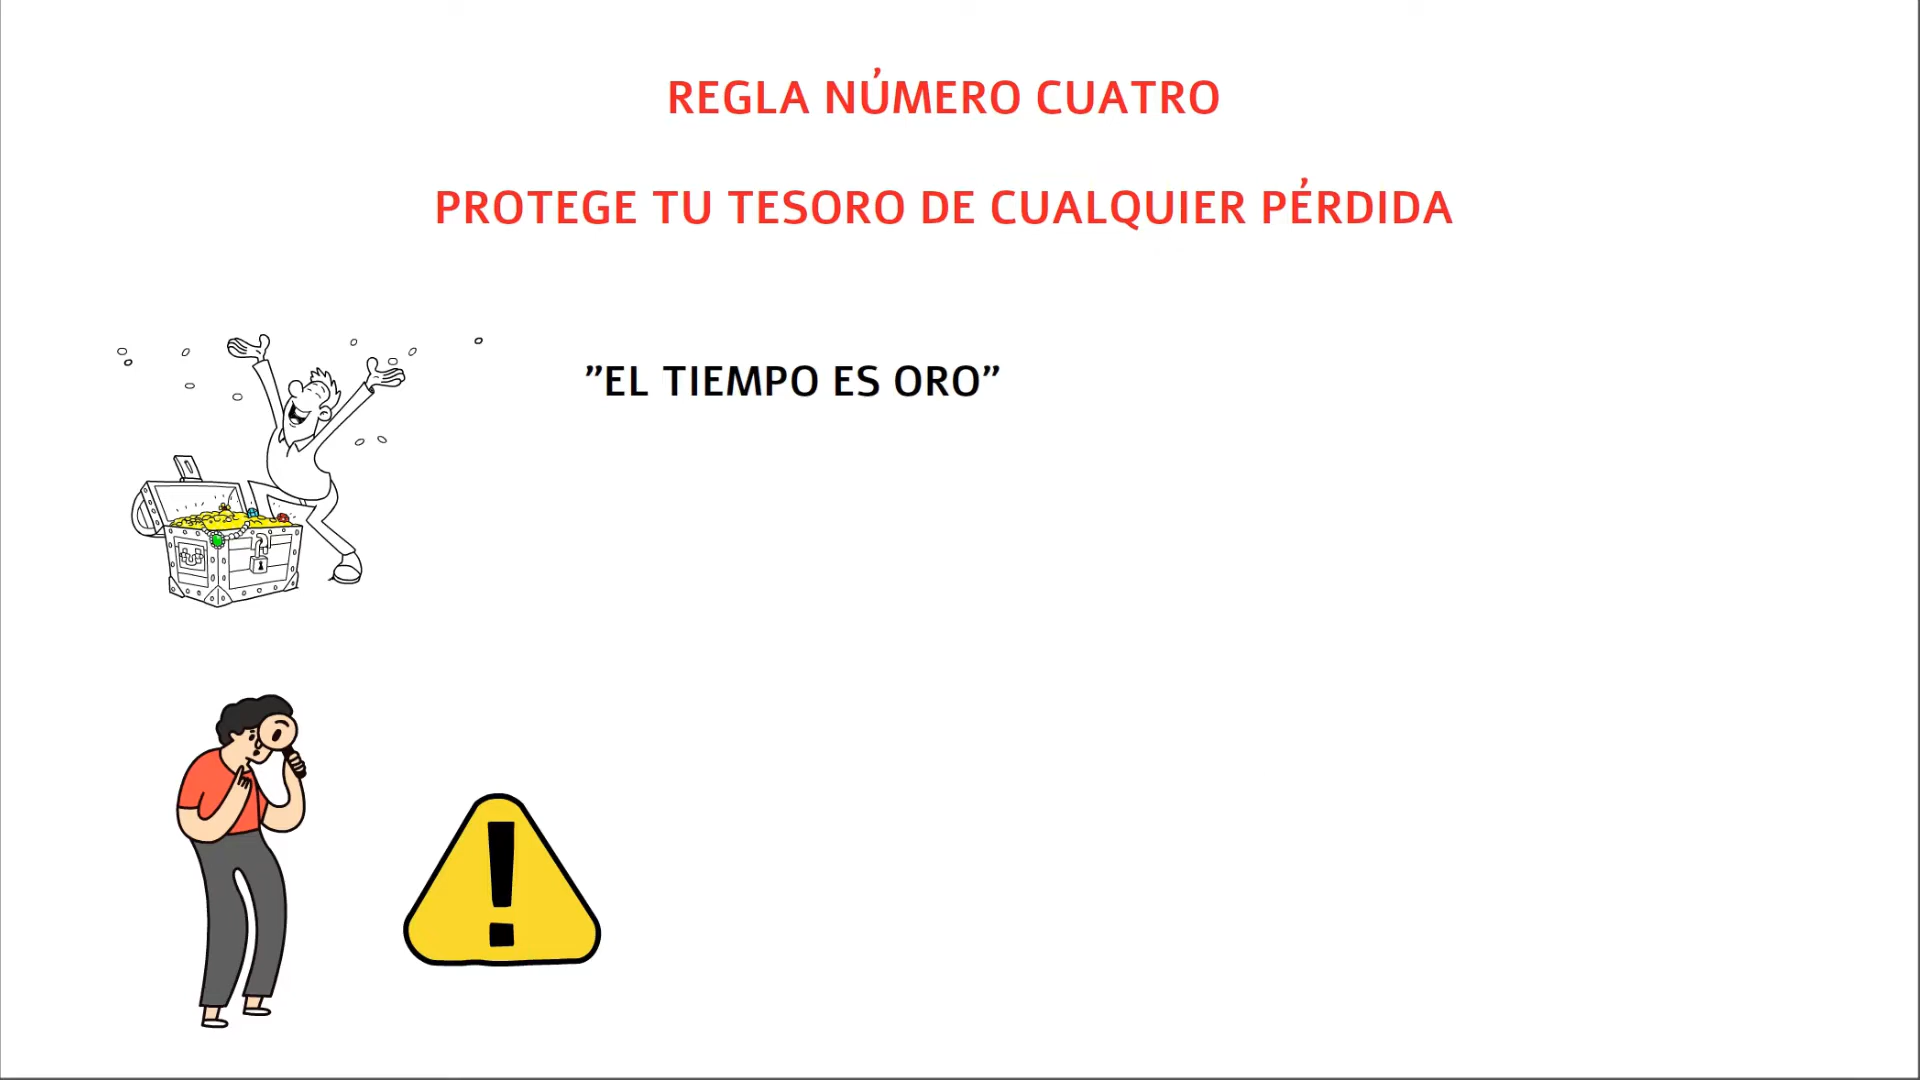 REGLA NÚMERO CUATRO
PROTEGE TU TESORO DE CUALQUIER PÉRDIDA
”EL TIEMPO ES ORO”